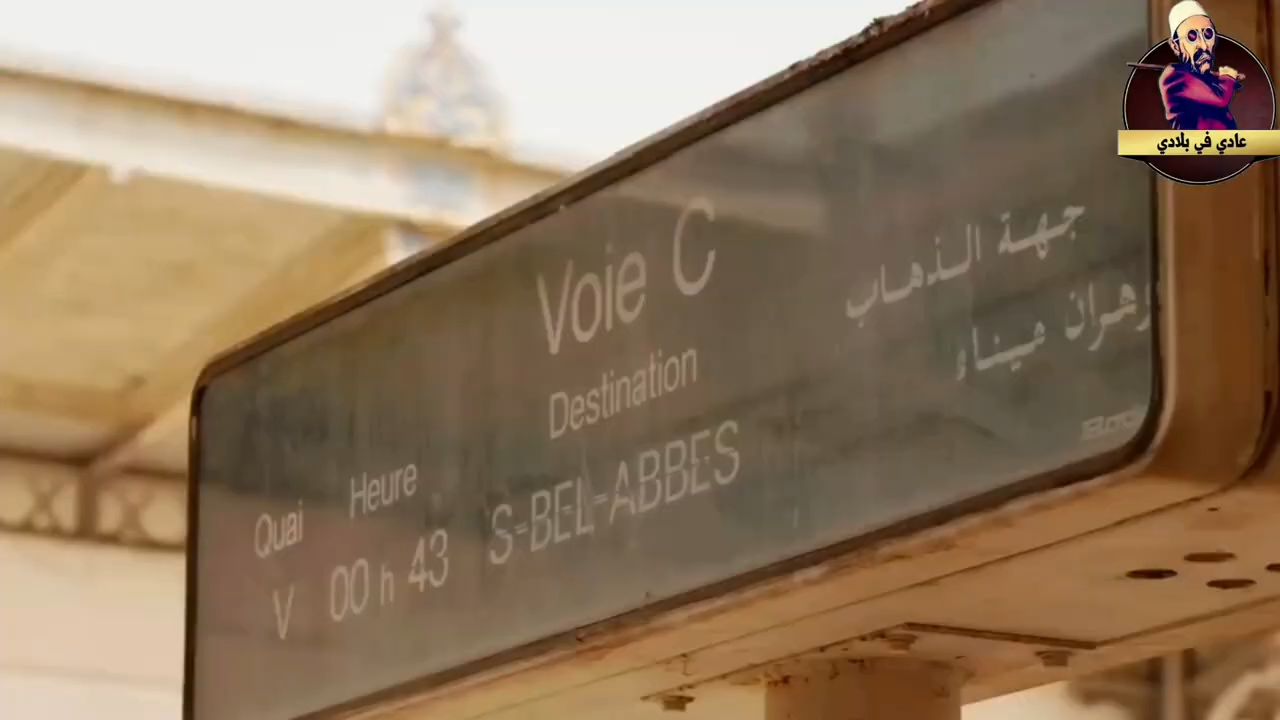 عادي في بلادي
Voie C
جهة الذهاب
Destination
وهران ميناء
Quai Heure
V 00 h 43 S-BEL-ABBES